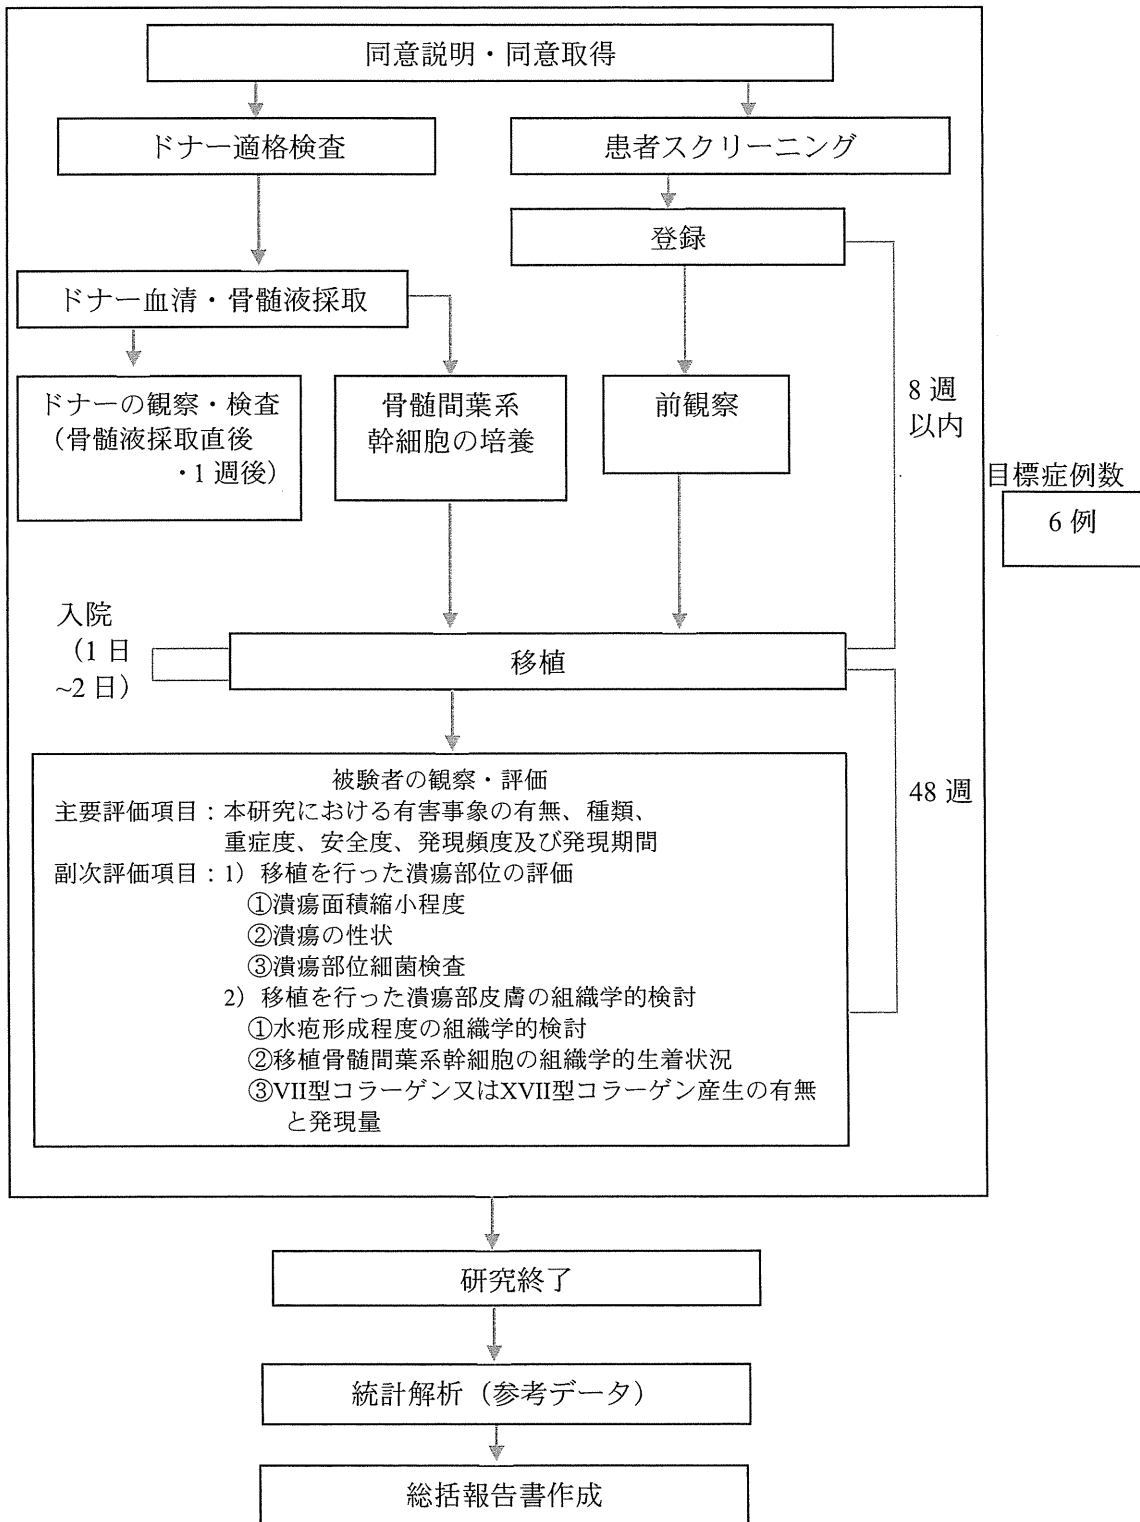 同意説明・同意取得
ドナー適格検査
患者スクリーニング
登録
ドナー血清・骨髄液採取
ドナーの観察・検査
（骨髄液採取直後
・1週後）
骨髄間葉系
幹細胞の培養
前観察
8週
以内
目標症例数
6例
入院
（1日
~2日）
移植
被験者の観察・評価
主要評価項目：本研究における有害事象の有無、種類、
重症度、安全度、発現頻度及び発現期間
副次評価項目：1）移植を行った潰瘍部位の評価
①潰瘍面積縮小程度
②潰瘍の性状
③潰瘍部位細菌検査
2）移植を行った潰瘍部皮膚の組織学的検討
①水疱形成程度の組織学的検討
②移植骨髄間葉系幹細胞の組織学的生着状況
③VII型コラーゲン又はXVII型コラーゲン産生の有無
と発現量
48週
研究終了
統計解析（参考データ）
総括報告書作成